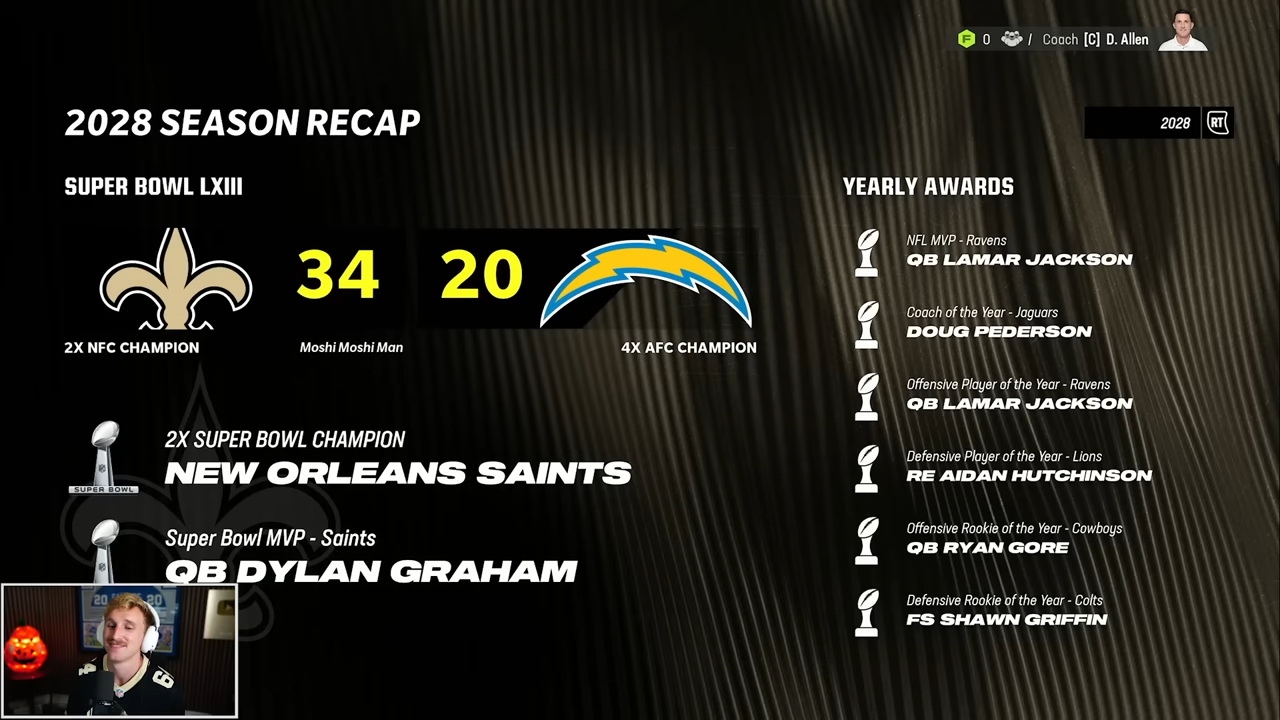 0 / Coach [C] D. Allen
2028 SEASON RECAP
2028 RT
SUPER BOWL LXIII
34 20
2X NFC CHAMPION
Moshi Moshi Man
4X AFC CHAMPION
2X SUPER BOWL CHAMPION
NEW ORLEANS SAINTS
SUPER BOWL
Super Bowl MVP - Saints
QB DYLAN GRAHAM
YEARLY AWARDS
NFL MVP - Ravens
QB LAMAR JACKSON
Coach of the Year - Jaguars
DOUG PEDERSON
Offensive Player of the Year - Ravens
QB LAMAR JACKSON
Defensive Player of the Year - Lions
RE AIDAN HUTCHINSON
Offensive Rookie of the Year - Cowboys
QB RYAN GORE
Defensive Rookie of the Year - Colts
FS SHAWN GRIFFIN